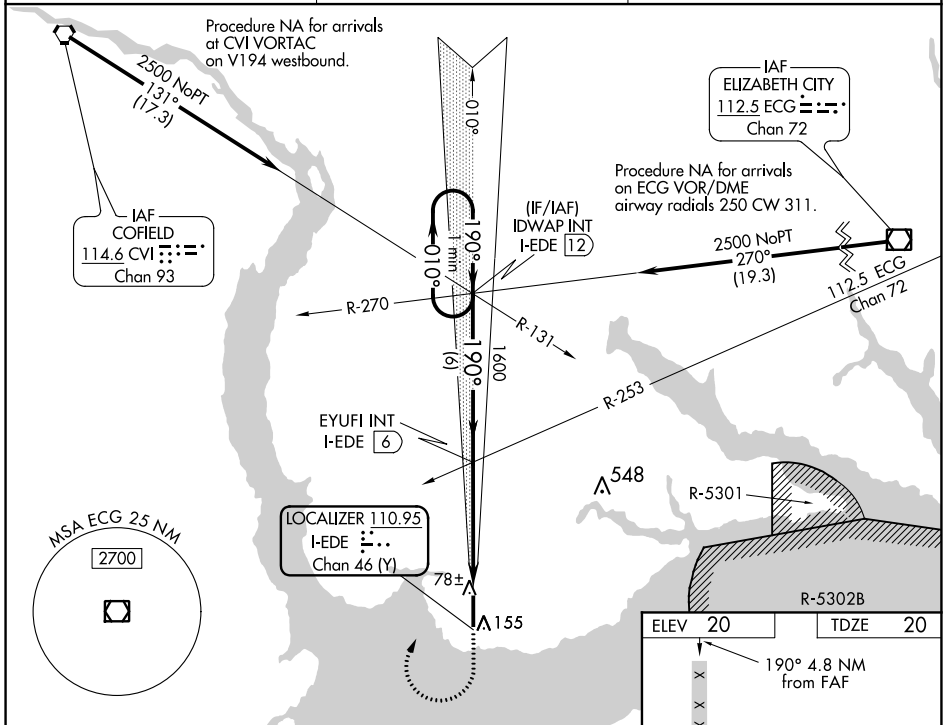 Procedure NA for arrivals
at CVI VORTAC
on V194 westbound.
2500 NoPT
131°
(17.3)
010°
IAF
ELIZABETH CITY
112.5 ECG
Chan 72
Procedure NA for arrivals
on ECG VOR/DME
airway radials 250 CW 311.
IAF
COFIELD
114.6 CVI
Chan 93
(IF/IAF)
IDWAP INT
I-EDE 12
190°
1 min
010°
2500 NoPT
270°
(19.3)
112.5 ECG
Chan 72
R-270
R-131
190°
(6)
1600
R-253
EYUFI INT
I-EDE 6
548
R-5301
MSA ECG 25 NM
2700
LOCALIZER 110.95
I-EDE
Chan 46 (Y)
78±
155
R-5302B
ELEV 20
TDZE 20
190° 4.8 NM
from FAF
X
X
X